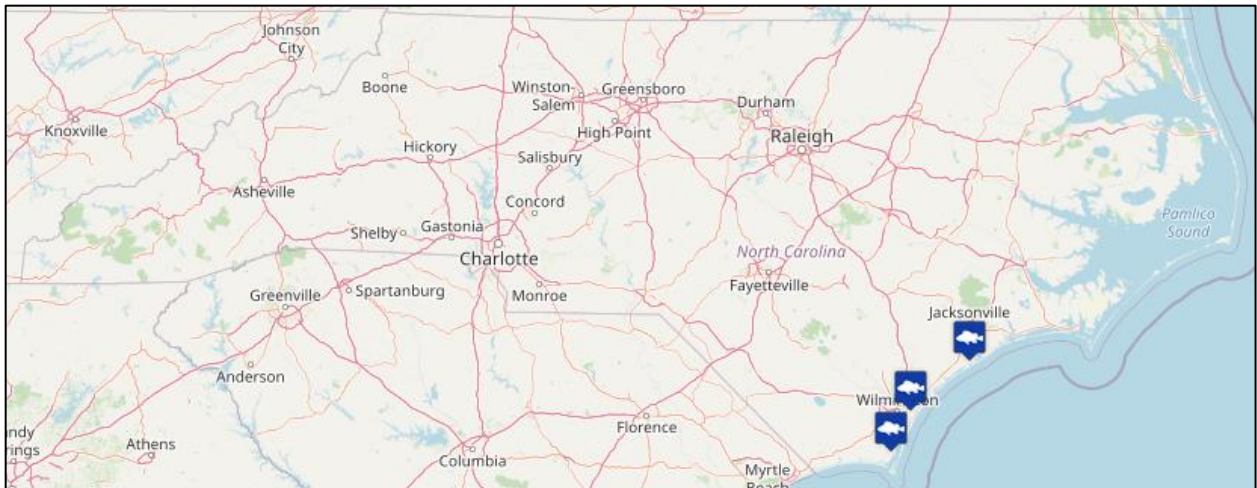 Johnson
City
Boone
Winston-
Salem
Greensboro
Durham
Knoxville
High Point
Raleigh
Hickory
Salisbury
Asheville
Concord
Pamlico
Sound
Shelby
Gastonia
Charlotte
North Carolina
Fayetteville
Greenville
Spartanburg
Monroe
Jacksonville
Anderson
Florence
Athens
Columbia
Myrtle
Beach